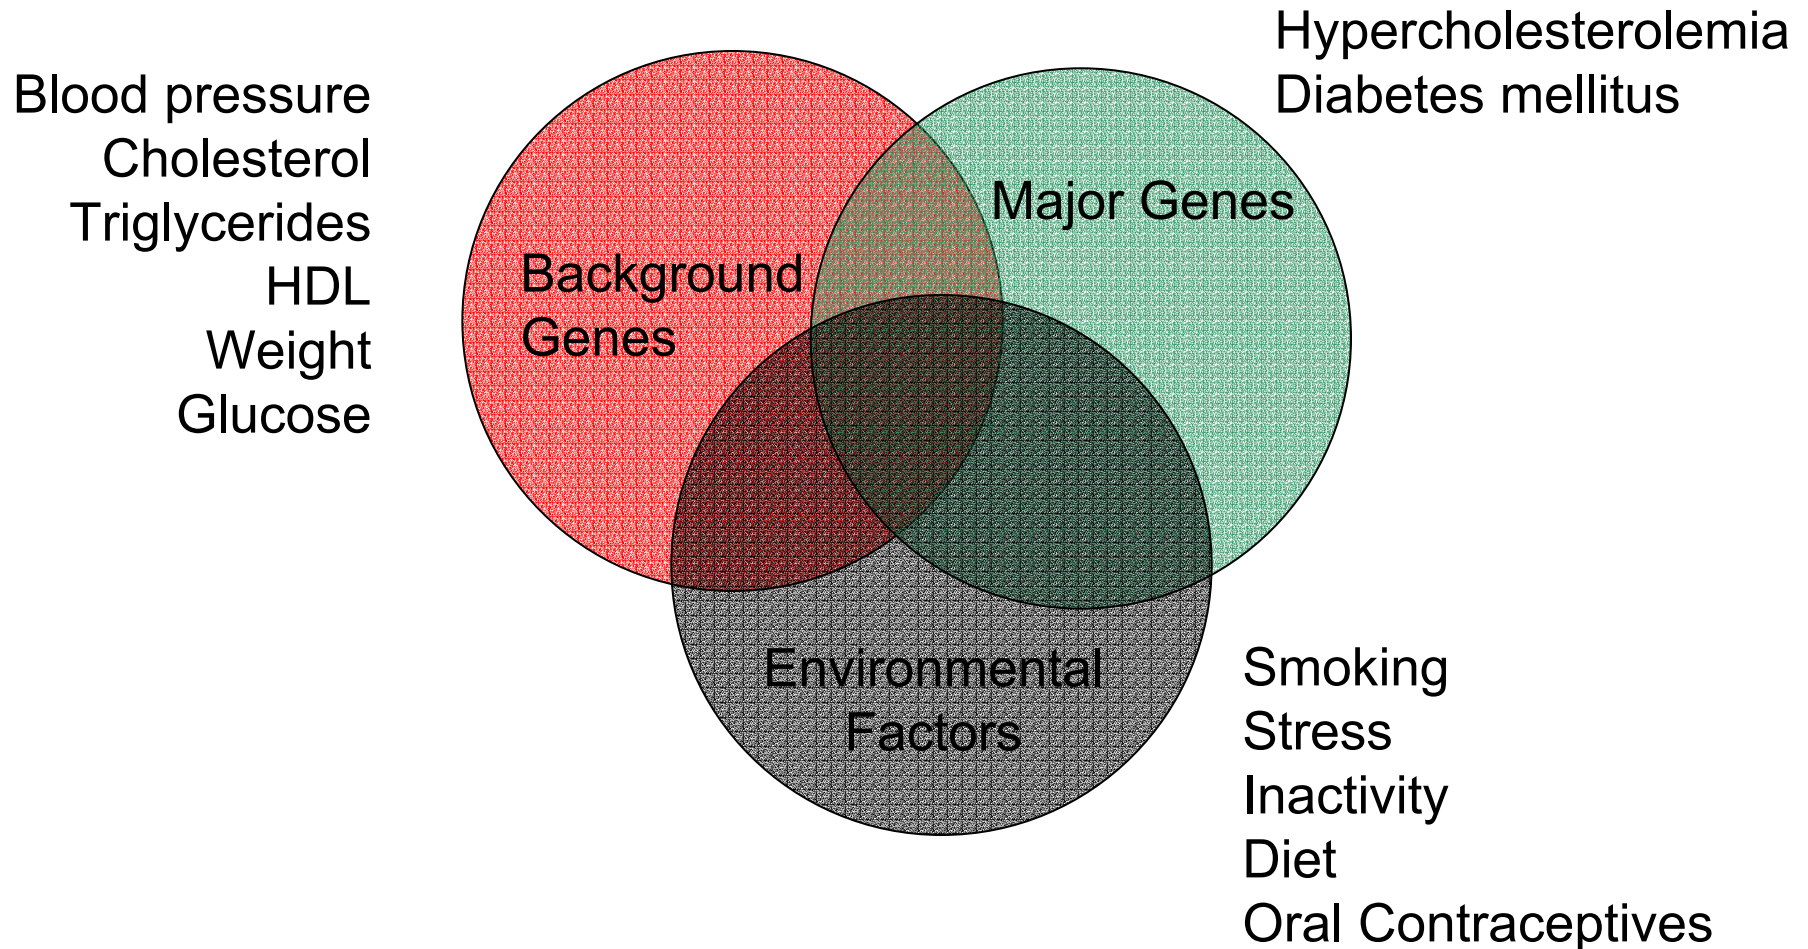 Hypercholesterolemia
Diabetes mellitus
Blood pressure
Cholesterol
Triglycerides
HDL
Weight
Glucose
Major Genes
Background
Genes
Environmental
Factors
Smoking
Stress
Inactivity
Diet
Oral Contraceptives